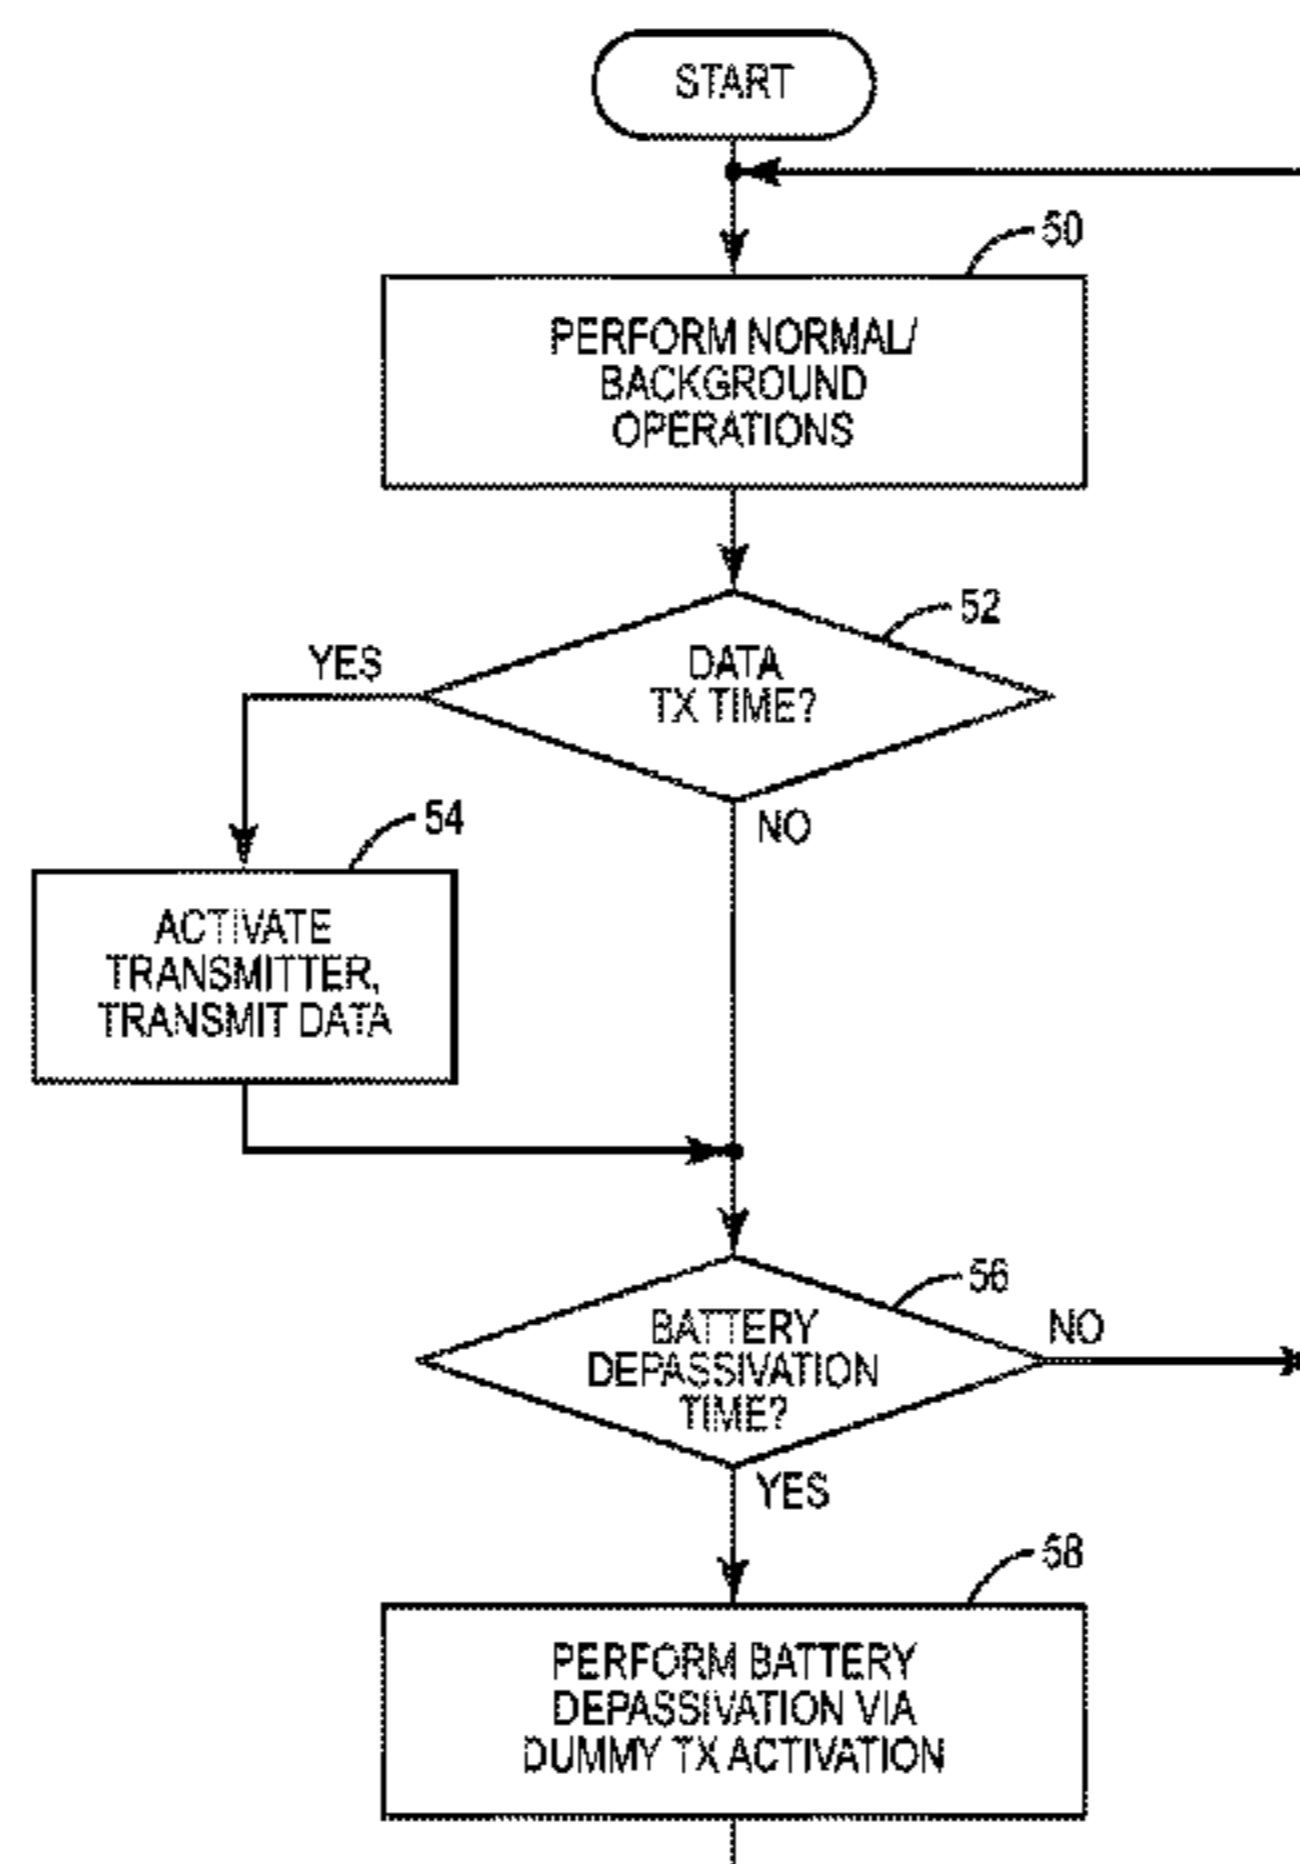 START
50
PERFORM NORMAL/
BACKGROUND
OPERATIONS
52
YES
DATA
TX TIME?
NO
54
ACTIVATE
TRANSMITTER,
TRANSMIT DATA
56
BATTERY
DEPASSIVATION
TIME?
NO
YES
58
PERFORM BATTERY
DEPASSIVATION VIA
DUMMY TX ACTIVATION